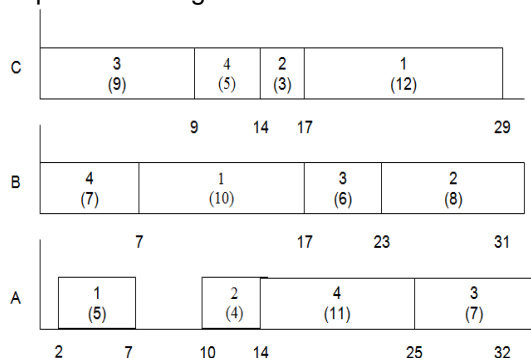 C
3 4 2 1
(9) (5) (3) (12)
9 14 17 29
B
4 1 3 2
(7) (10) (6) (8)
7 17 23 31
A
1 2 4 3
(5) (4) (11) (7)
2 7 10 14 25 32